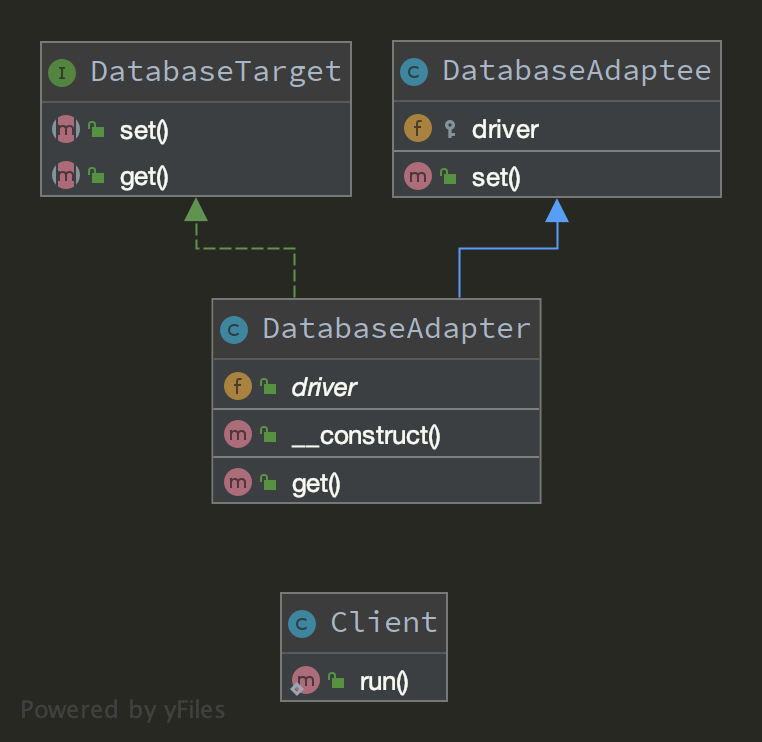 I DatabaseTarget
m set()
m get()
C DatabaseAdaptee
f driver
m set()
C DatabaseAdapter
f driver
m __construct()
m get()
C Client
m run()
Powered by yFiles